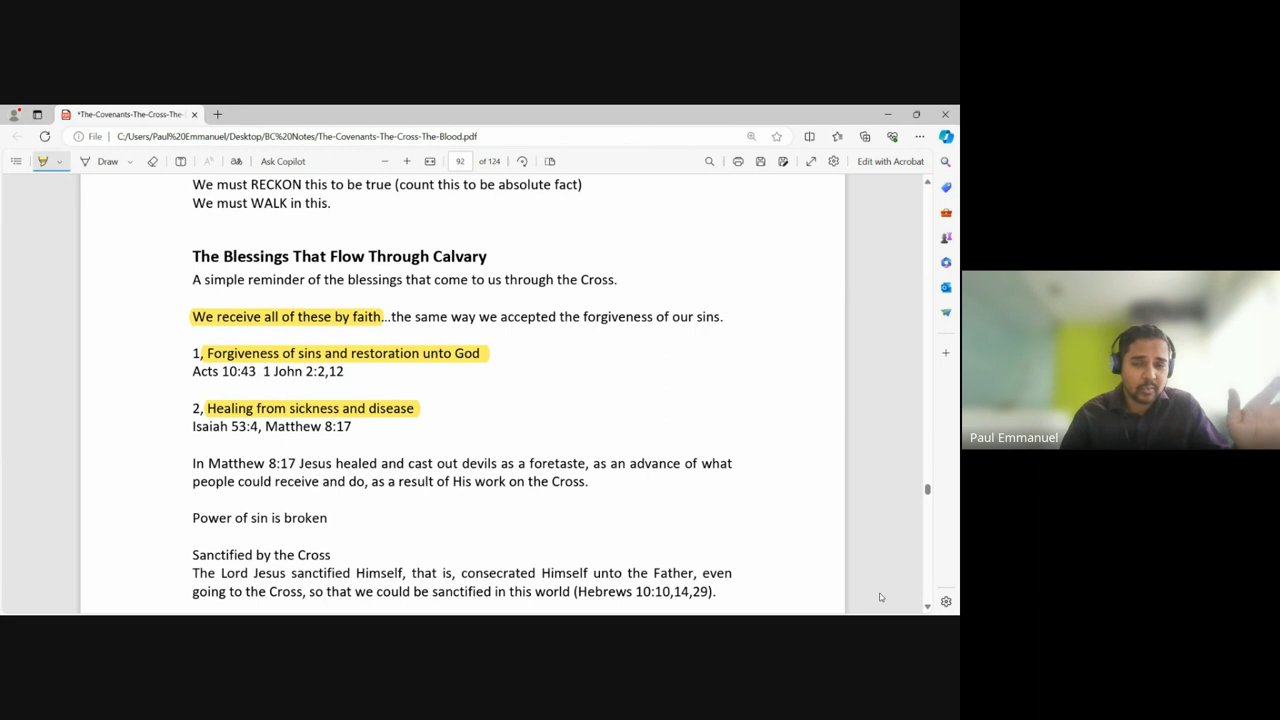 *The-Covenants-The-Cross-The-
File
C:/Users/Paul%20Emmanuel/Desktop/BC%20Notes/The-Covenants-The-Cross-The-Blood.pdf
Draw
Ask Copilot
92
of 124
Edit with Acrobat
We must RECKON this to be true (count this to be absolute fact)
We must WALK in this.
The Blessings That Flow Through Calvary
A simple reminder of the blessings that come to us through the Cross.
We receive all of these by faith...the same way we accepted the forgiveness of our sins.
1, Forgiveness of sins and restoration unto God
Acts 10:43 1 John 2:2,12
2, Healing from sickness and disease
Isaiah 53:4, Matthew 8:17
In Matthew 8:17 Jesus healed and cast out devils as a foretaste, as an advance of what
people could receive and do, as a result of His work on the Cross.
Power of sin is broken
Sanctified by the Cross
The Lord Jesus sanctified Himself, that is, consecrated Himself unto the Father, even
going to the Cross, so that we could be sanctified in this world (Hebrews 10:10,14,29).
Paul Emmanuel